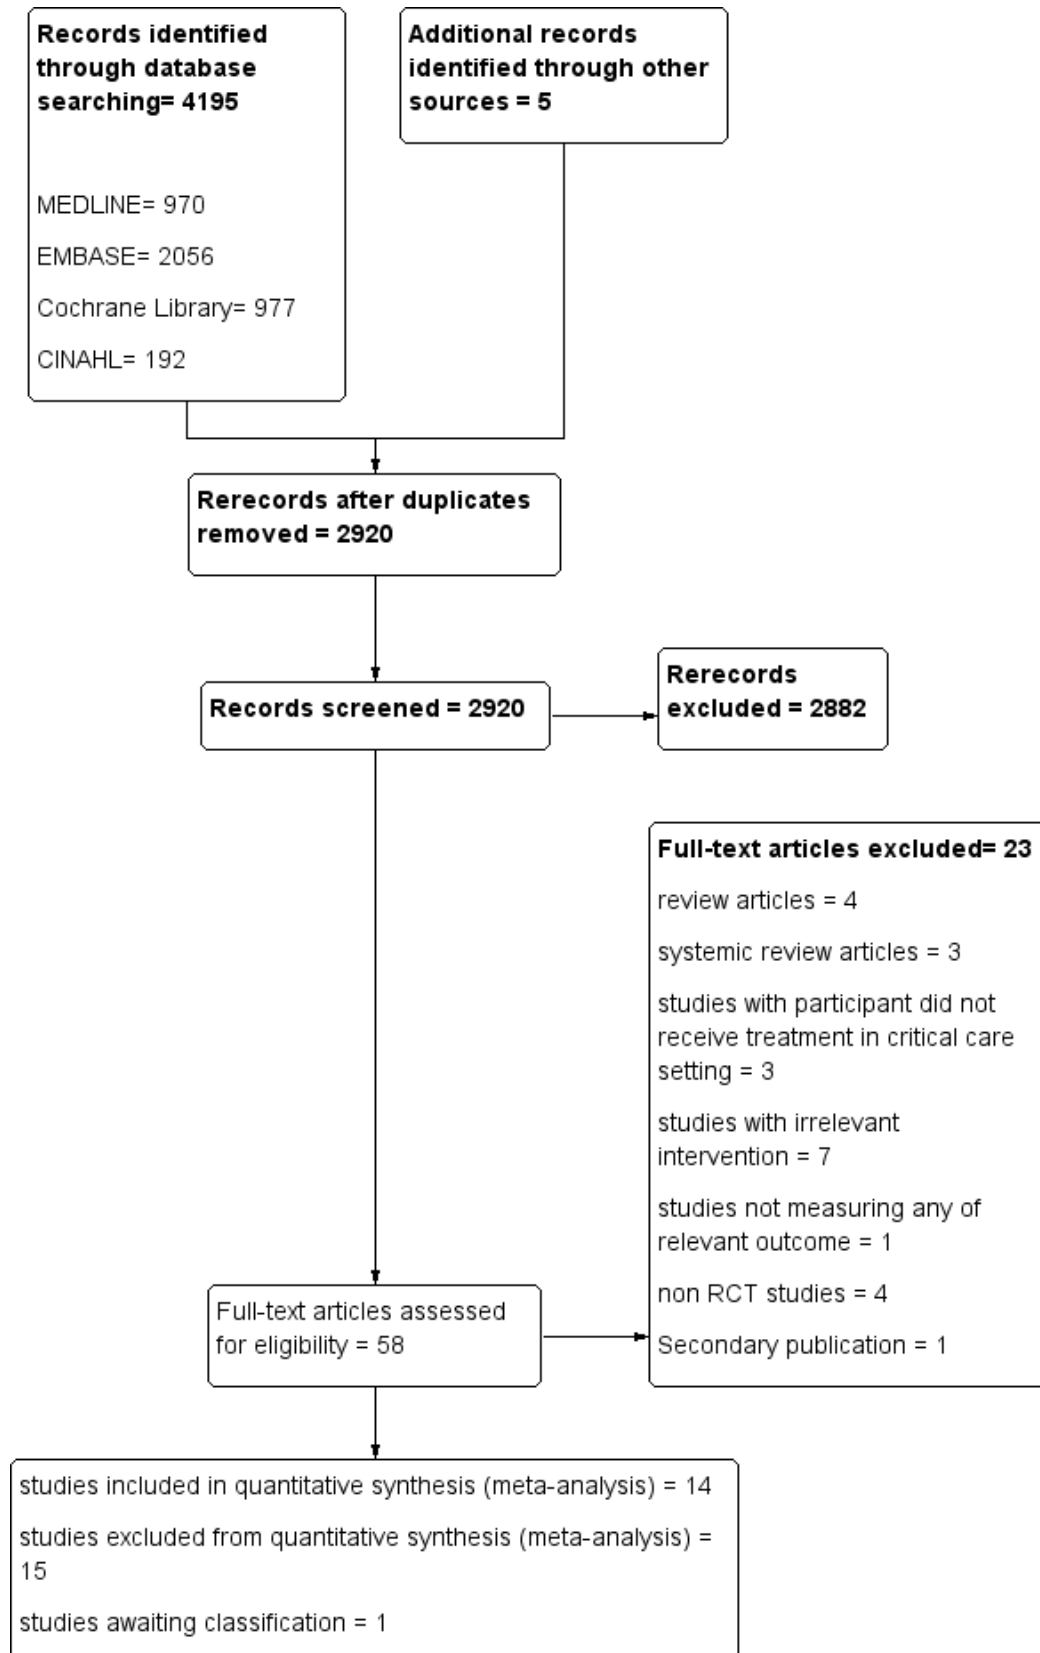 Records identified
through database
searching= 4195
MEDLINE= 970
EMBASE= 2056
Cochrane Library= 977
CINAHL= 192
Additional records
identified through other
sources = 5
Rerecords after duplicates
removed = 2920
Records screened = 2920
Rerecords
excluded = 2882
Full-text articles excluded= 23
review articles = 4
systemic review articles = 3
studies with participant did not
receive treatment in critical care
setting = 3
studies with irrelevant
intervention = 7
studies not measuring any of
relevant outcome = 1
non RCT studies = 4
Secondary publication = 1
Full-text articles assessed
for eligibility = 58
studies included in quantitative synthesis (meta-analysis) = 14
studies excluded from quantitative synthesis (meta-analysis) =
15
studies awaiting classification = 1